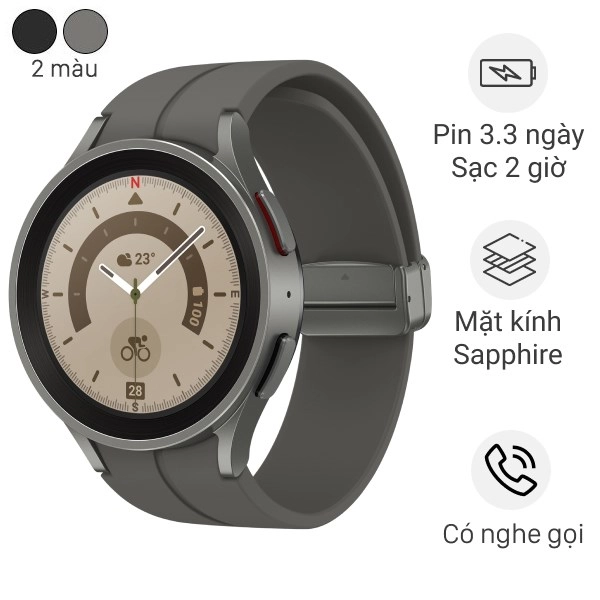 2 màu
N
23°
W
E
100
28
S
Pin 3.3 ngày
Sạc 2 giờ
Mặt kính
Sapphire
Có nghe gọi